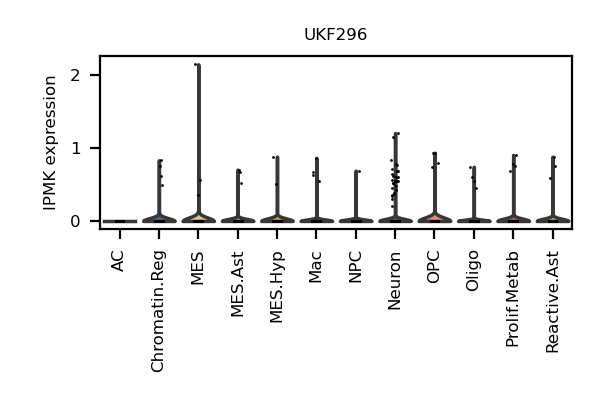 UKF296
IPMK expression
2
1
0
AC
Chromatin.Reg
MES
MES.Ast
MES.Hyp
Mac
NPC
Neuron
OPC
Oligo
Prolif.Metab
Reactive.Ast